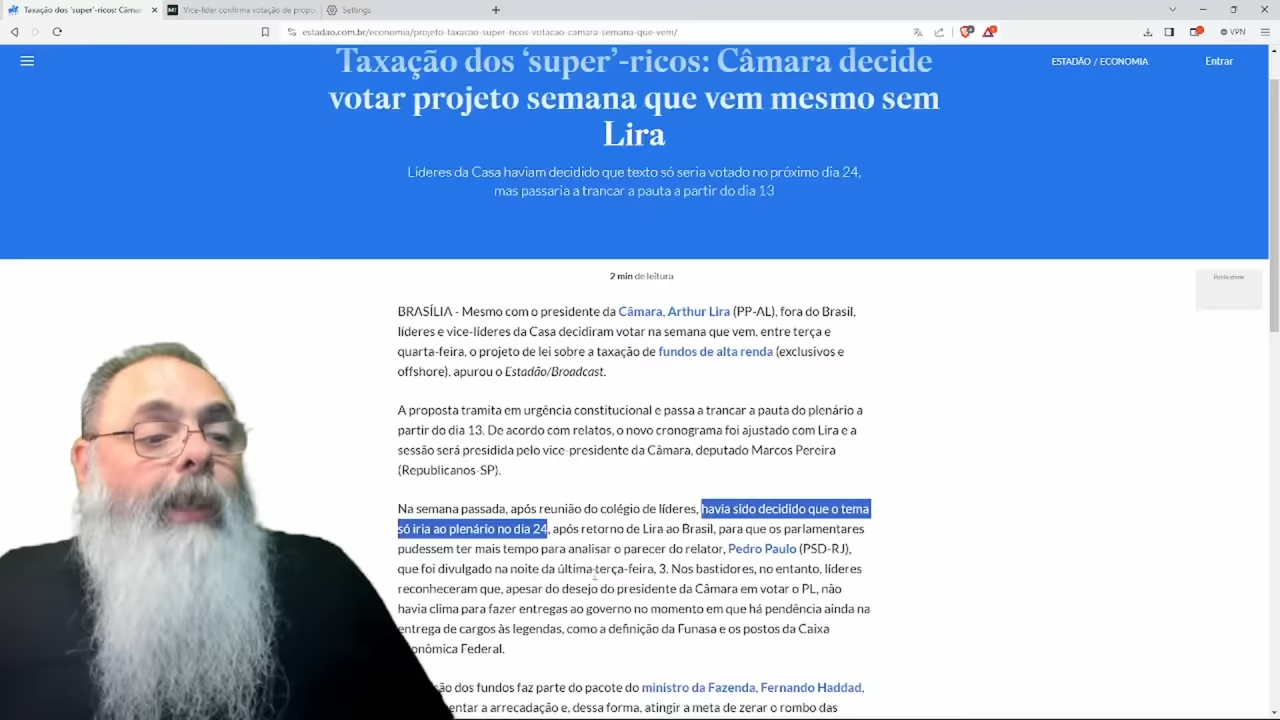 Taxação dos 'super'-ricos: Câmar
Vice-líder confirma votação de propo
Settings
estadao.com.br/economia/projeto-taxacao-super-ricos-votacao-camara-semana-que-vem/
VPN
Taxação dos 'super'-ricos: Câmara decide
votar projeto semana que vem mesmo sem
Lira
ESTADÃO / ECONOMIA
Entrar
Líderes da Casa haviam decidido que texto só seria votado no próximo dia 24,
mas passaria a trancar a pauta a partir do dia 13
2 min de leitura
Publicidade
BRASÍLIA - Mesmo com o presidente da Câmara, Arthur Lira (PP-AL), fora do Brasil,
líderes e vice-líderes da Casa decidiram votar na semana que vem, entre terça e
quarta-feira, o projeto de lei sobre a taxação de fundos de alta renda (exclusivos e
offshore), apurou o Estadão/Broadcast.
A proposta tramita em urgência constitucional e passa a trancar a pauta do plenário a
partir do dia 13. De acordo com relatos, o novo cronograma foi ajustado com Lira e a
sessão será presidida pelo vice-presidente da Câmara, deputado Marcos Pereira
(Republicanos-SP).
Na semana passada, após reunião do colégio de líderes, havia sido decidido que o tema
só iria ao plenário no dia 24, após retorno de Lira ao Brasil, para que os parlamentares
pudessem ter mais tempo para analisar o parecer do relator, Pedro Paulo (PSD-RJ),
que foi divulgado na noite da última terça-feira, 3. Nos bastidores, no entanto, líderes
reconheceram que, apesar do desejo do presidente da Câmara em votar o PL, não
havia clima para fazer entregas ao governo no momento em que há pendência ainda na
entrega de cargos às legendas, como a definição da Funasa e os postos da Caixa
onômica Federal.
ão dos fundos faz parte do pacote do ministro da Fazenda, Fernando Haddad,
entar a arrecadação e, dessa forma, atingir a meta de zerar o rombo das